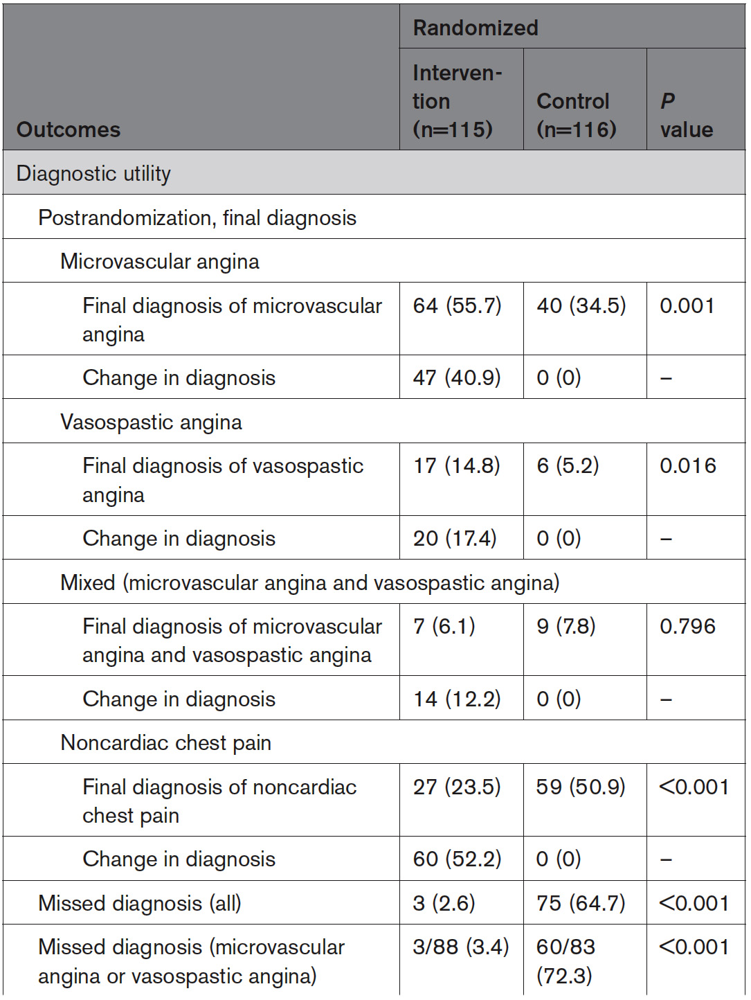 Randomized
Outcomes
Interven-
tion
(n=115)
Control
(n=116)
P
value
Diagnostic utility
Postrandomization, final diagnosis
Microvascular angina
Final diagnosis of microvascular
angina
64 (55.7)
40 (34.5)
0.001
Change in diagnosis
47 (40.9)
0 (0)
–
Vasospastic angina
Final diagnosis of vasospastic
angina
17 (14.8)
6 (5.2)
0.016
Change in diagnosis
20 (17.4)
0 (0)
–
Mixed (microvascular angina and vasospastic angina)
Final diagnosis of microvascular
angina and vasospastic angina
7 (6.1)
9 (7.8)
0.796
Change in diagnosis
14 (12.2)
0 (0)
–
Noncardiac chest pain
Final diagnosis of noncardiac
chest pain
27 (23.5)
59 (50.9)
<0.001
Change in diagnosis
60 (52.2)
0 (0)
–
Missed diagnosis (all)
3 (2.6)
75 (64.7)
<0.001
Missed diagnosis (microvascular
angina or vasospastic angina)
3/88 (3.4)
60/83
(72.3)
<0.001